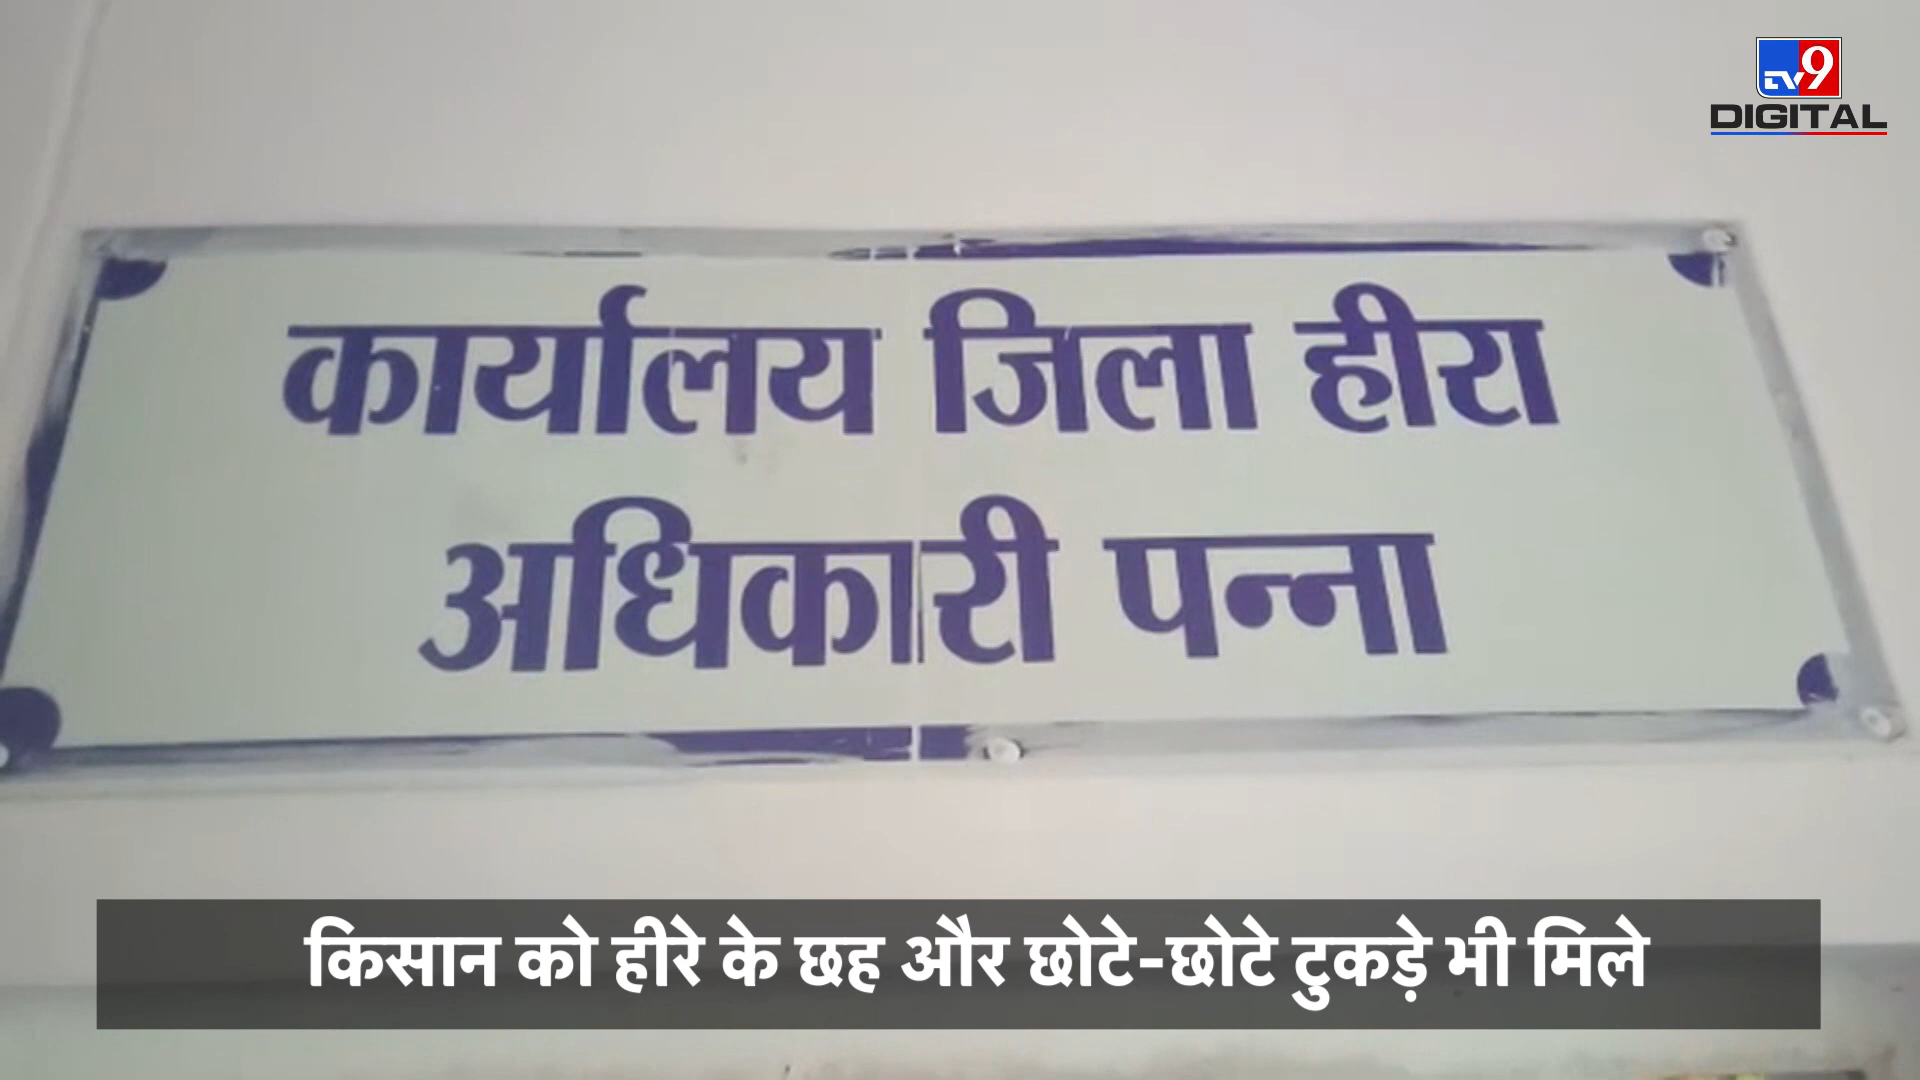 TV9
DIGITAL
कार्यालय जिला हीरा
अधिकारी पन्ना
किसान को हीरे के छह और छोटे-छोटे टुकड़े भी मिले